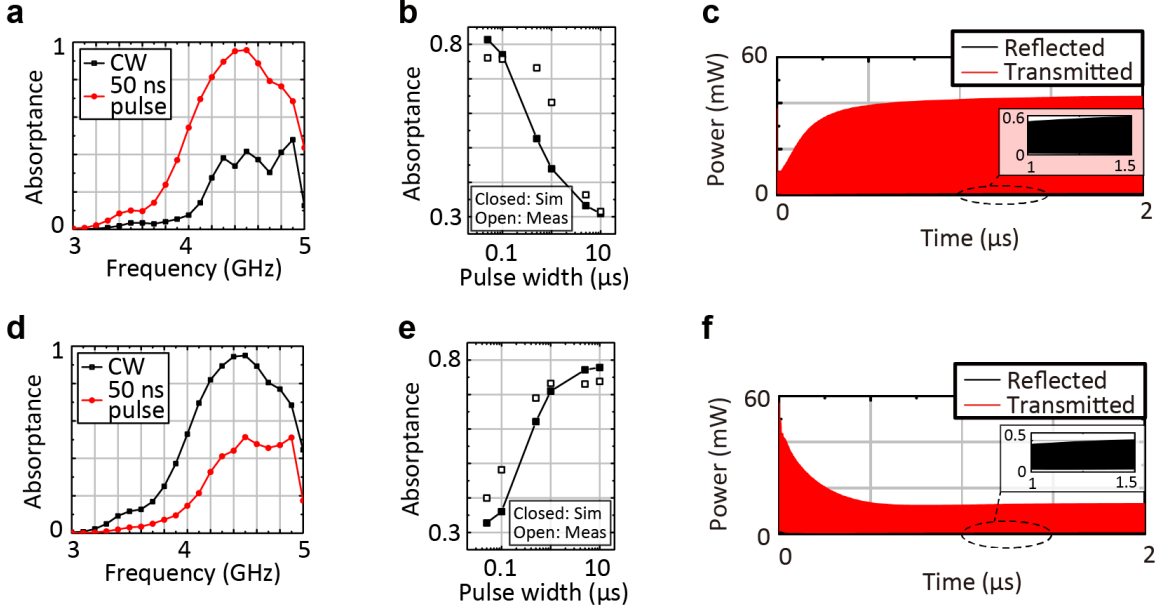 a
1
Absorptance
0
CW
50 ns
pulse
3
4
5
Frequency (GHz)
b
0.8
Absorptance
0.3
Closed: Sim
Open: Meas
0.1
10
Pulse width (µs)
c
60
Power (mW)
0
Reflected
Transmitted
0.6
0
1
1.5
0
2
Time (µs)
d
1
Absorptance
0
CW
50 ns
pulse
3
4
5
Frequency (GHz)
e
0.8
Absorptance
0.3
Closed: Sim
Open: Meas
0.1
10
Pulse width (µs)
f
60
Power (mW)
0
Reflected
Transmitted
0.5
0
1
1.5
0
2
Time (µs)